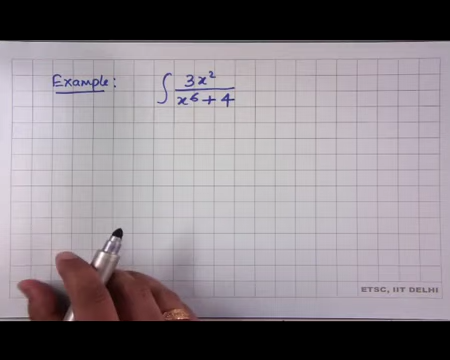 Example: ∫ 3x² / (x⁶ + 4)
ETSC, IIT DELHI